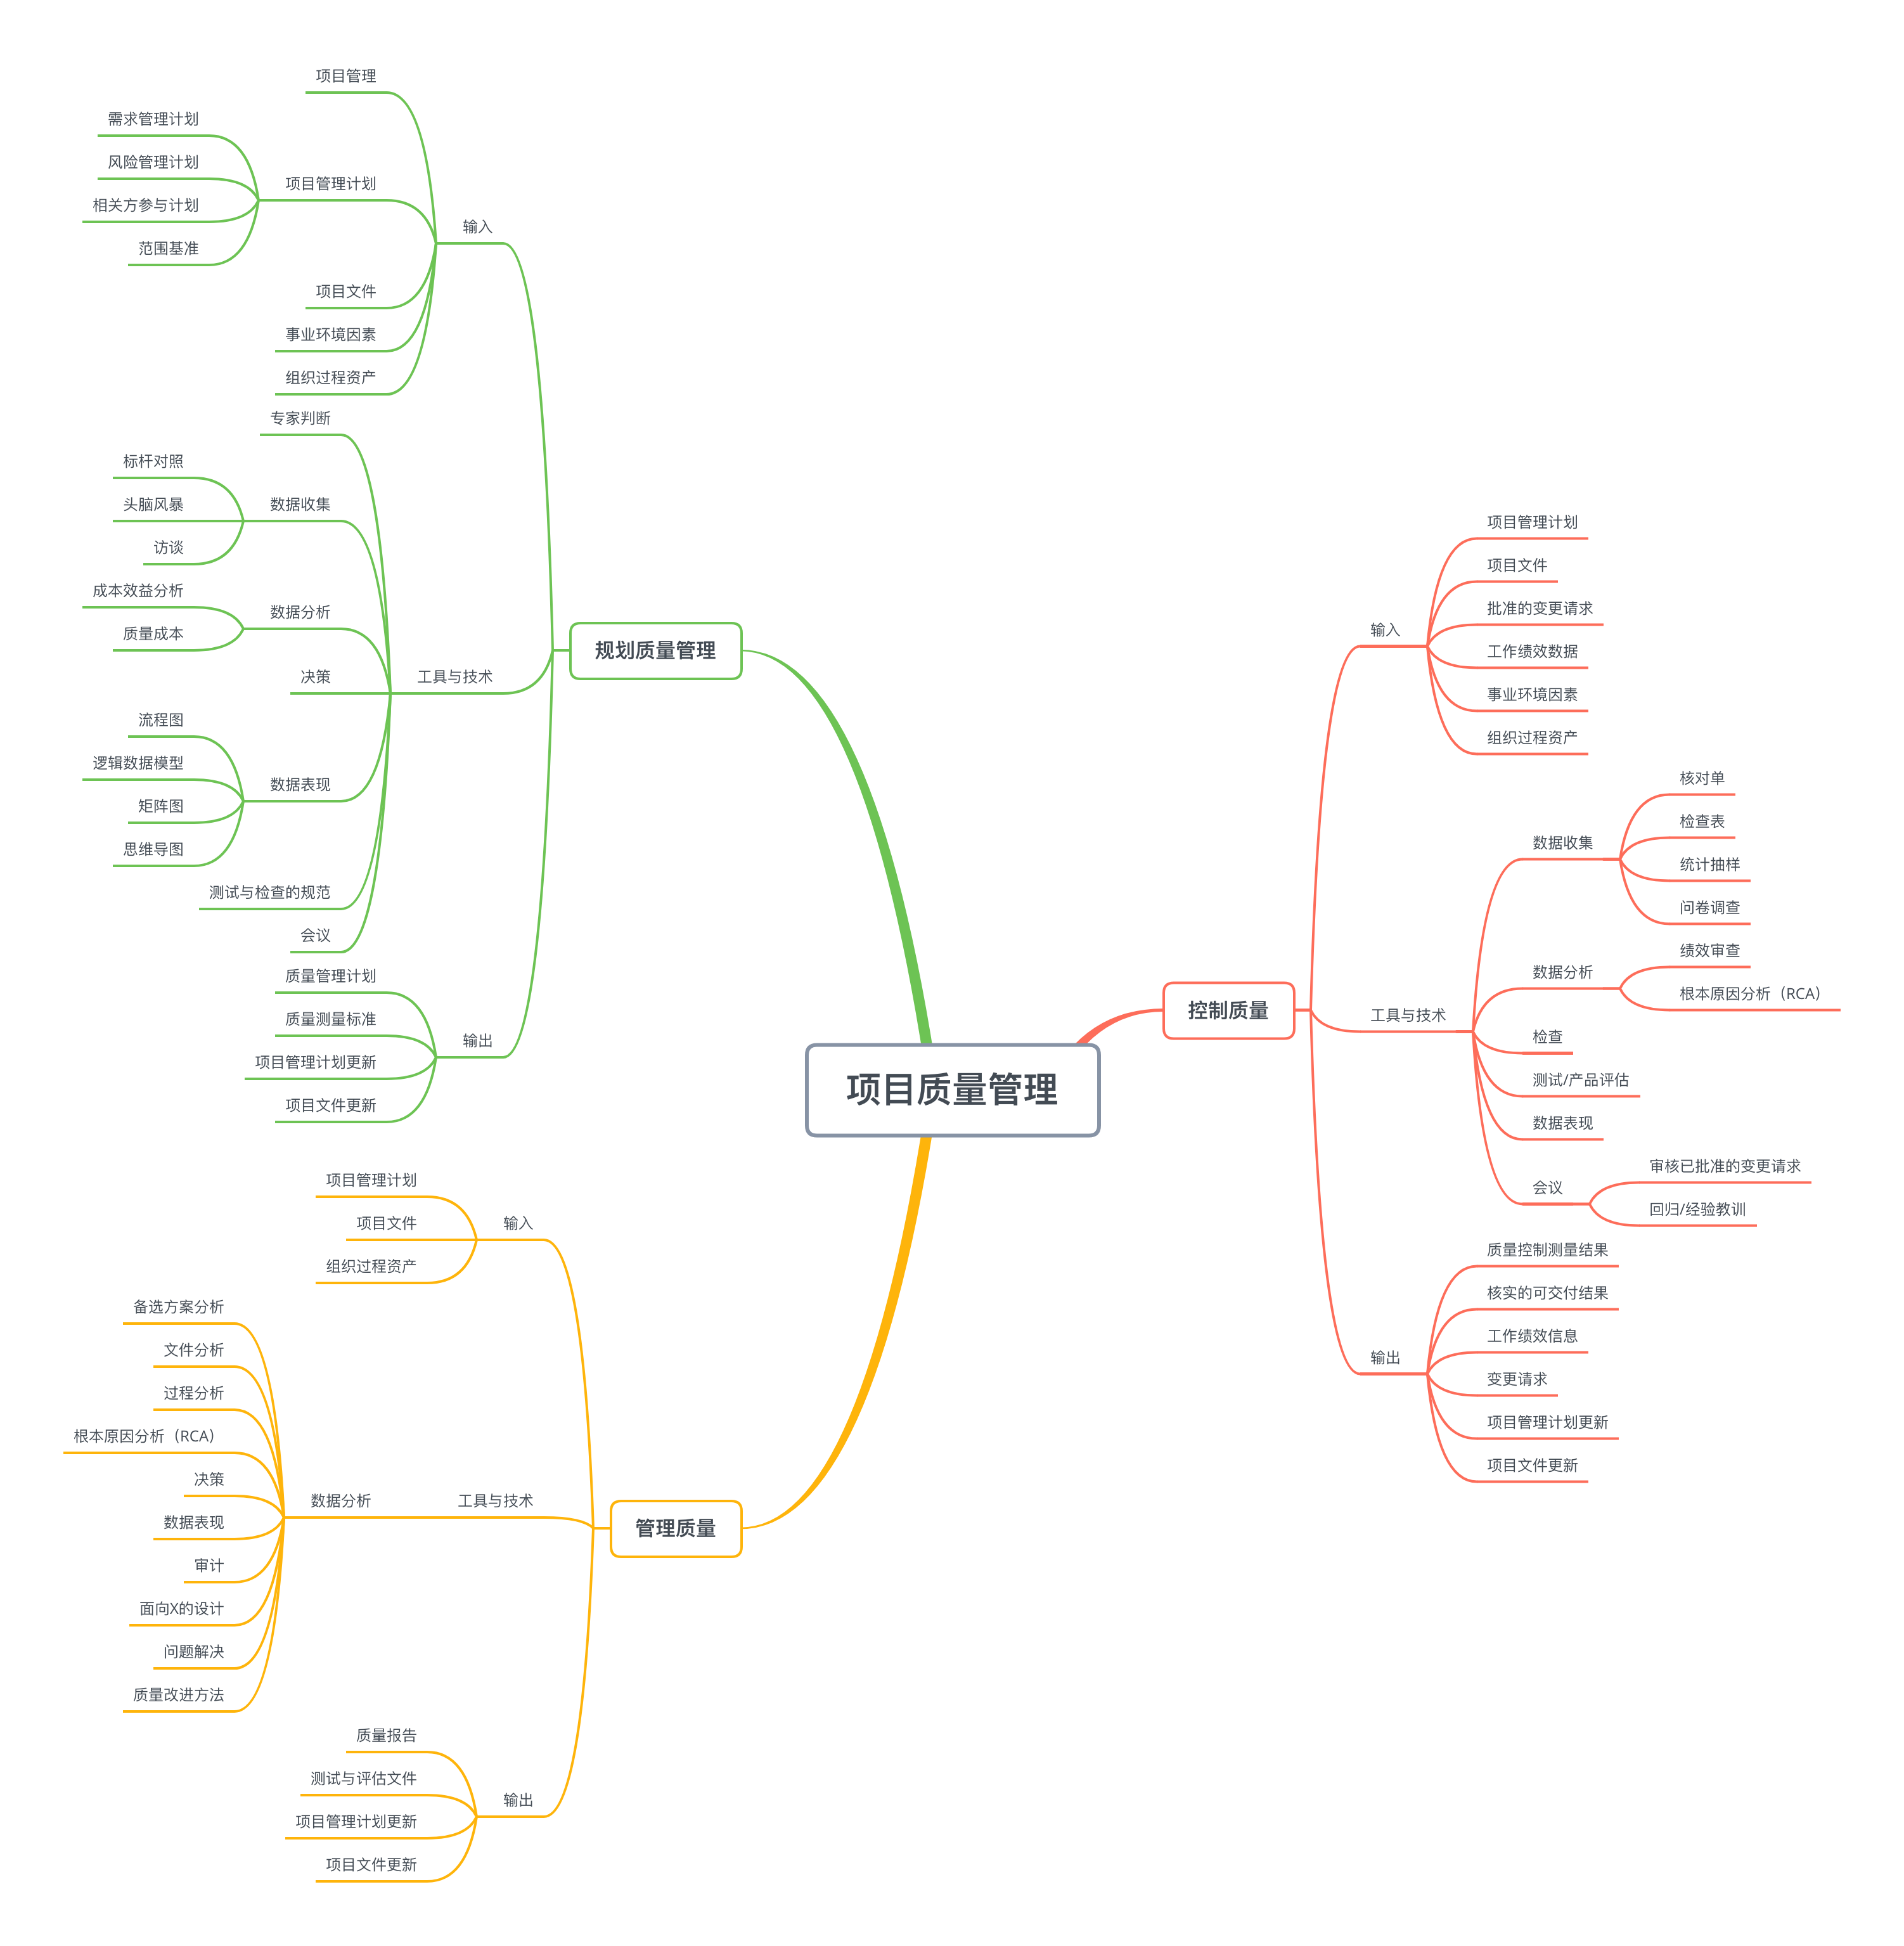 项目质量管理
规划质量管理
输入
项目管理
项目管理计划
需求管理计划
风险管理计划
相关方参与计划
范围基准
项目文件
事业环境因素
组织过程资产
工具与技术
专家判断
数据收集
标杆对照
头脑风暴
访谈
数据分析
成本效益分析
质量成本
决策
数据表现
流程图
逻辑数据模型
矩阵图
思维导图
测试与检查的规范
会议
输出
质量管理计划
质量测量标准
项目管理计划更新
项目文件更新
管理质量
输入
项目管理计划
项目文件
组织过程资产
工具与技术
数据分析
备选方案分析
文件分析
过程分析
根本原因分析（RCA）
决策
数据表现
审计
面向X的设计
问题解决
质量改进方法
输出
质量报告
测试与评估文件
项目管理计划更新
项目文件更新
控制质量
输入
项目管理计划
项目文件
批准的变更请求
工作绩效数据
事业环境因素
组织过程资产
工具与技术
数据收集
核对单
检查表
统计抽样
问卷调查
数据分析
绩效审查
根本原因分析（RCA）
检查
测试/产品评估
数据表现
会议
审核已批准的变更请求
回归/经验教训
输出
质量控制测量结果
核实的可交付结果
工作绩效信息
变更请求
项目管理计划更新
项目文件更新